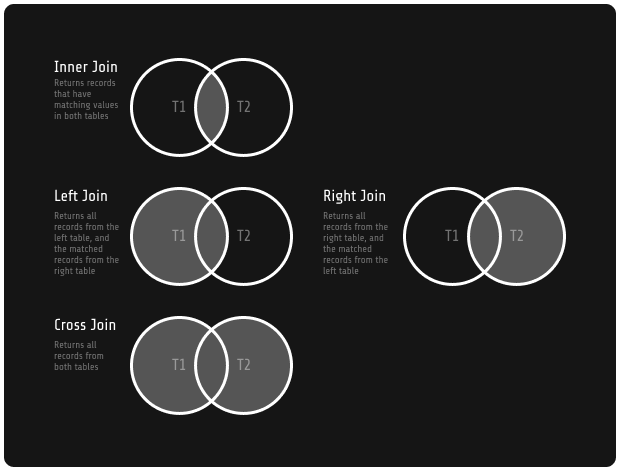 Inner Join
Returns records
that have
matching values
in both tables
T1
T2
Left Join
Returns all
records from the
left table, and
the matched
records from the
right table
T1
T2
Right Join
Returns all
records from the
right table, and
the matched
records from the
left table
T1
T2
Cross Join
Returns all
records from
both tables
T1
T2